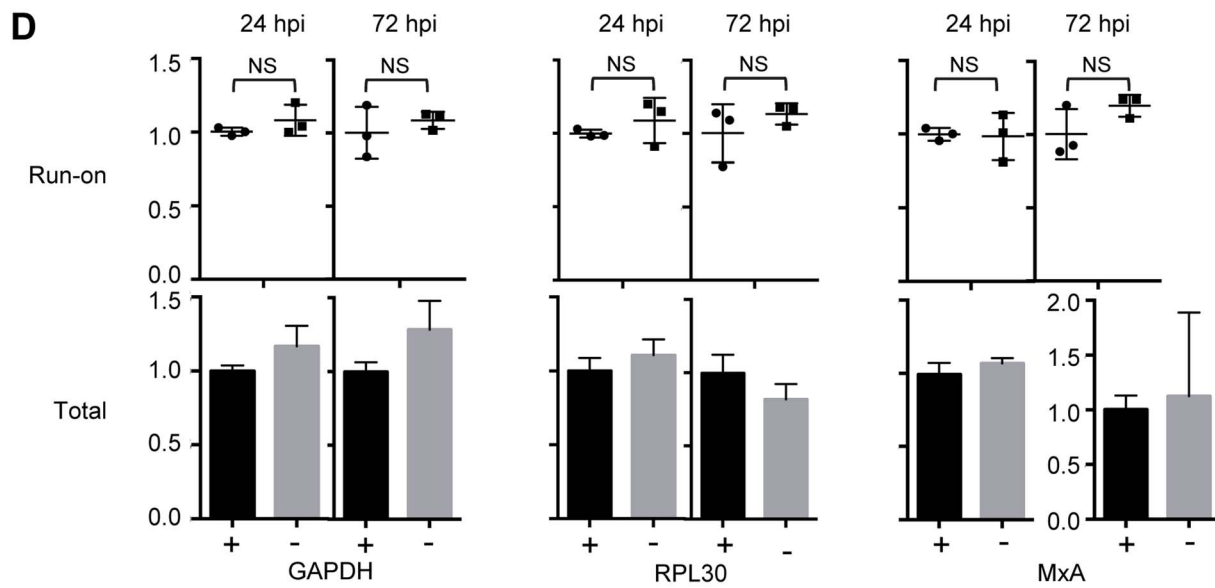 D
24 hpi 72 hpi 24 hpi 72 hpi 24 hpi 72 hpi
1.5 NS NS NS NS NS NS
1.0
Run-on
0.5
0.0
1.5 2.0
1.5
1.0
Total 1.0
0.5 0.5
0.0 0.0
+ - + - + - + - + - + -
GAPDH RPL30 MxA